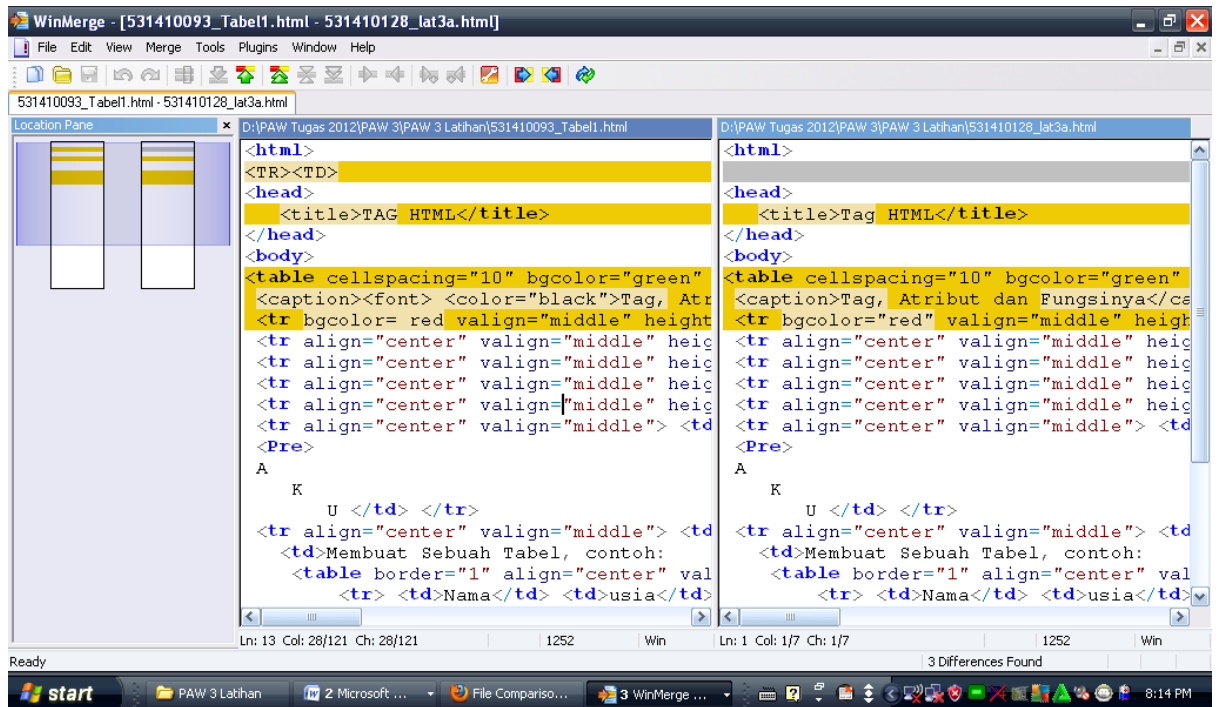 WinMerge - [531410093_Tabel1.html - 531410128_lat3a.html]
File Edit View Merge Tools Plugins Window Help
531410093_Tabel1.html - 531410128_lat3a.html
Location Pane
D:\PAW Tugas 2012\PAW 3\PAW 3 Latihan\531410093_Tabel1.html
<html>
<TR><TD>
<head>
<title>TAG HTML</title>
</head>
<body>
<table cellspacing="10" bgcolor="green"
<caption><font> <color="black">Tag, Atr
<tr bgcolor= red valign="middle" height
<tr align="center" valign="middle" heig
<tr align="center" valign="middle" heig
<tr align="center" valign="middle" heig
<tr align="center" valign="middle" heig
<tr align="center" valign="middle"> <td
<Pre>
A
K
U </td> </tr>
<tr align="center" valign="middle"> <td
<td>Membuat Sebuah Tabel, contoh:
<table border="1" align="center" val
<tr> <td>Nama</td> <td>usia</td>
Ln: 13 Col: 28/121 Ch: 28/121 1252 Win
D:\PAW Tugas 2012\PAW 3\PAW 3 Latihan\531410128_lat3a.html
<html>
<head>
<title>Tag HTML</title>
</head>
<body>
<table cellspacing="10" bgcolor="green"
<caption>Tag, Atribut dan Fungsinya</ca
<tr bgcolor="red" valign="middle" heigh
<tr align="center" valign="middle" heig
<tr align="center" valign="middle" heig
<tr align="center" valign="middle" heig
<tr align="center" valign="middle" heig
<tr align="center" valign="middle"> <td
<Pre>
A
K
U </td> </tr>
<tr align="center" valign="middle"> <td
<td>Membuat Sebuah Tabel, contoh:
<table border="1" align="center" val
<tr> <td>Nama</td> <td>usia</td>
Ln: 1 Col: 1/7 Ch: 1/7 1252 Win
Ready 3 Differences Found
start PAW 3 Latihan 2 Microsoft ... File Compariso... 3 WinMerge ... 8:14 PM